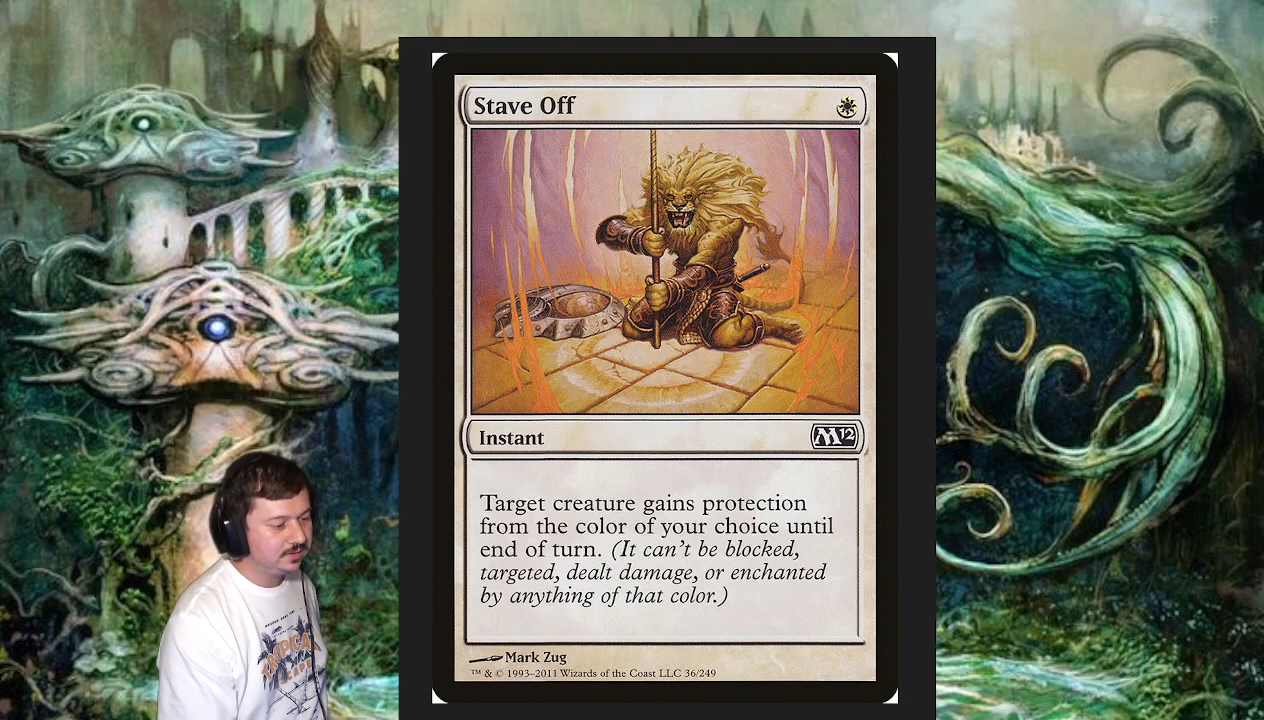 Stave Off
Instant
M12
Target creature gains protection
from the color of your choice until
end of turn. (It can't be blocked,
targeted, dealt damage, or enchanted
by anything of that color.)
Mark Zug
™ & © 1993–2011 Wizards of the Coast LLC 36/249